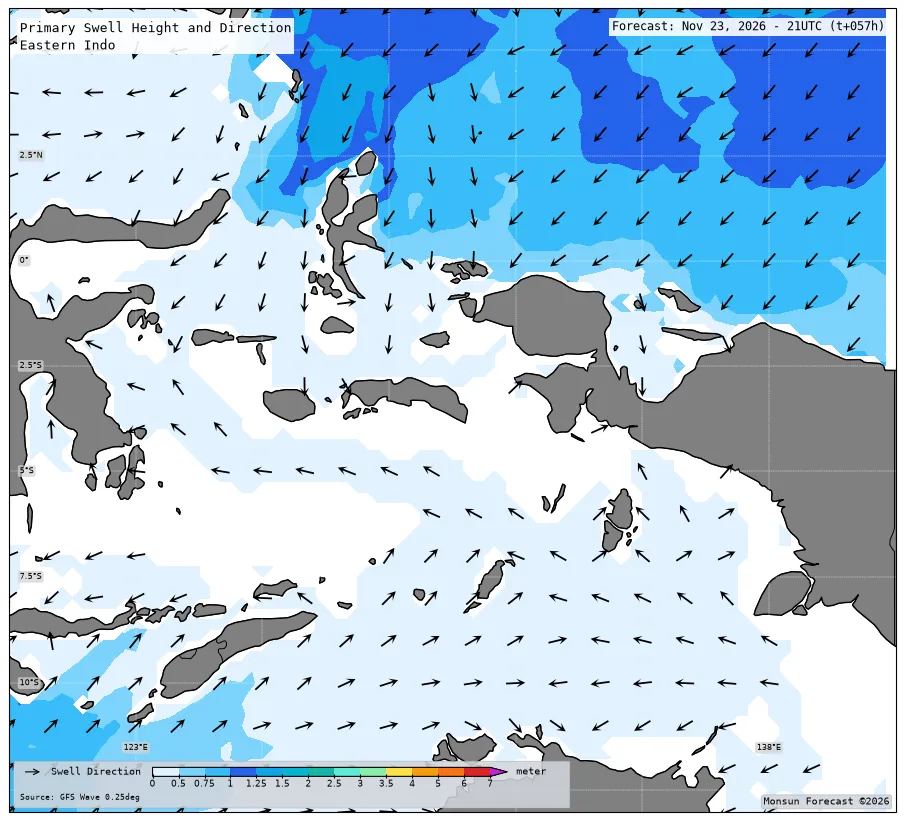 Primary Swell Height and Direction
Eastern Indo
Forecast: Nov 23, 2026 - 21UTC (t+057h)
2.5°N
0°
2.5°S
5°S
7.5°S
10°S
123°E
138°E
Swell Direction
0 0.5 0.75 1 1.25 1.5 2 2.5 3 3.5 4 5 6 7
meter
Source: GFS Wave 0.25deg
Monsun Forecast ©2026